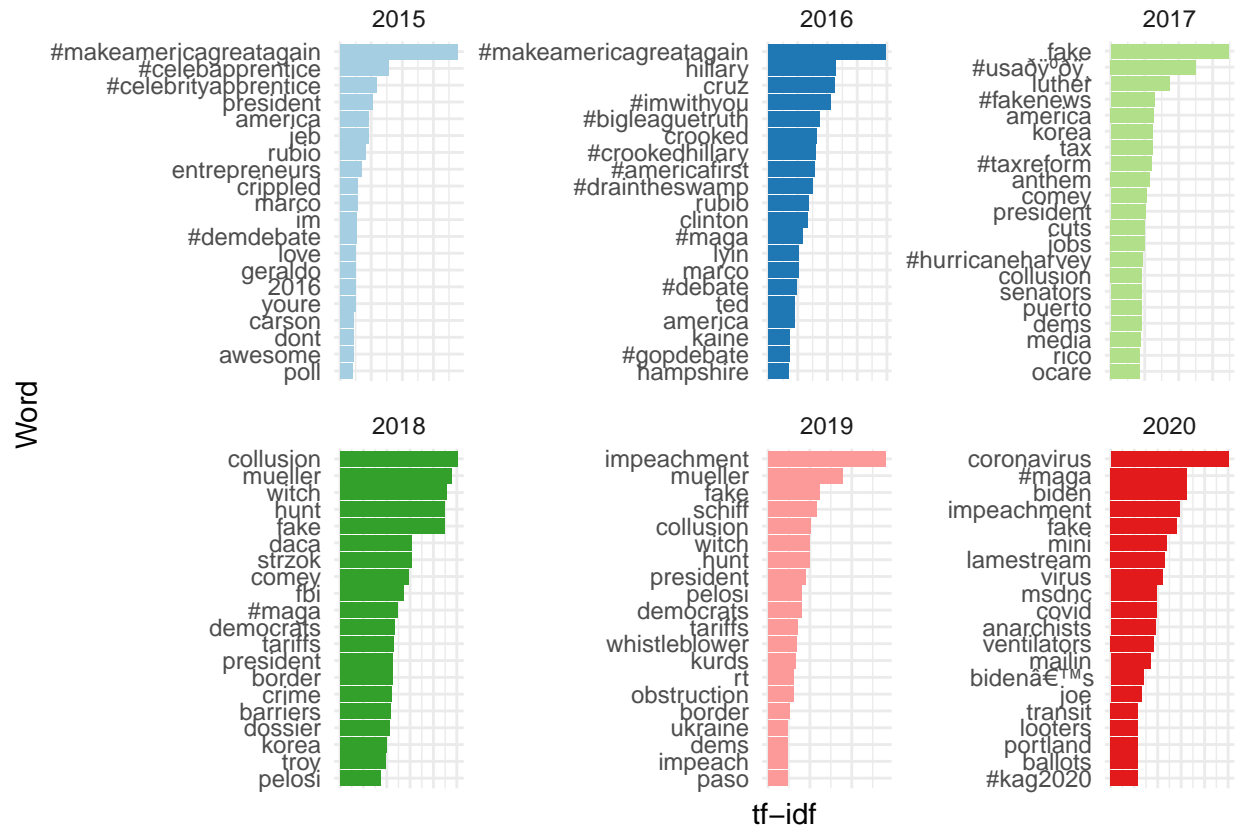 2015
#makeamericagreatagain
#celebapprentice
#celebrityapprentice
president
america
jeb
rubio
entrepreneurs
crippled
marco
im
#demdebate
love
geraldo
2016
youre
carson
dont
awesome
poll
2016
#makeamericagreatagain
hillary
cruz
#imwithyou
#bigleaguetruth
crooked
#crookedhillary
#americafirst
#draintheswamp
rubio
clinton
#maga
lyin
marco
#debate
ted
america
kaine
#gopdebate
hampshire
2017
fake
#usaðÿ‡ºðÿ‡¸
luther
#fakenews
america
korea
tax
#taxreform
anthem
comey
president
cuts
jobs
#hurricaneharvey
collusion
senators
puerto
dems
media
rico
ocare
Word
2018
collusion
mueller
witch
hunt
fake
daca
strzok
comey
fbi
#maga
democrats
tariffs
president
border
crime
barriers
dossier
korea
troy
pelosi
2019
impeachment
mueller
fake
schiff
collusion
witch
hunt
president
pelosi
democrats
tariffs
whistleblower
kurds
rt
obstruction
border
ukraine
dems
impeach
paso
2020
coronavirus
#maga
biden
impeachment
fake
mini
lamestream
virus
msdnc
covid
anarchists
ventilators
mailin
bidenâ€™s
joe
transit
looters
portland
ballots
#kag2020
tf−idf